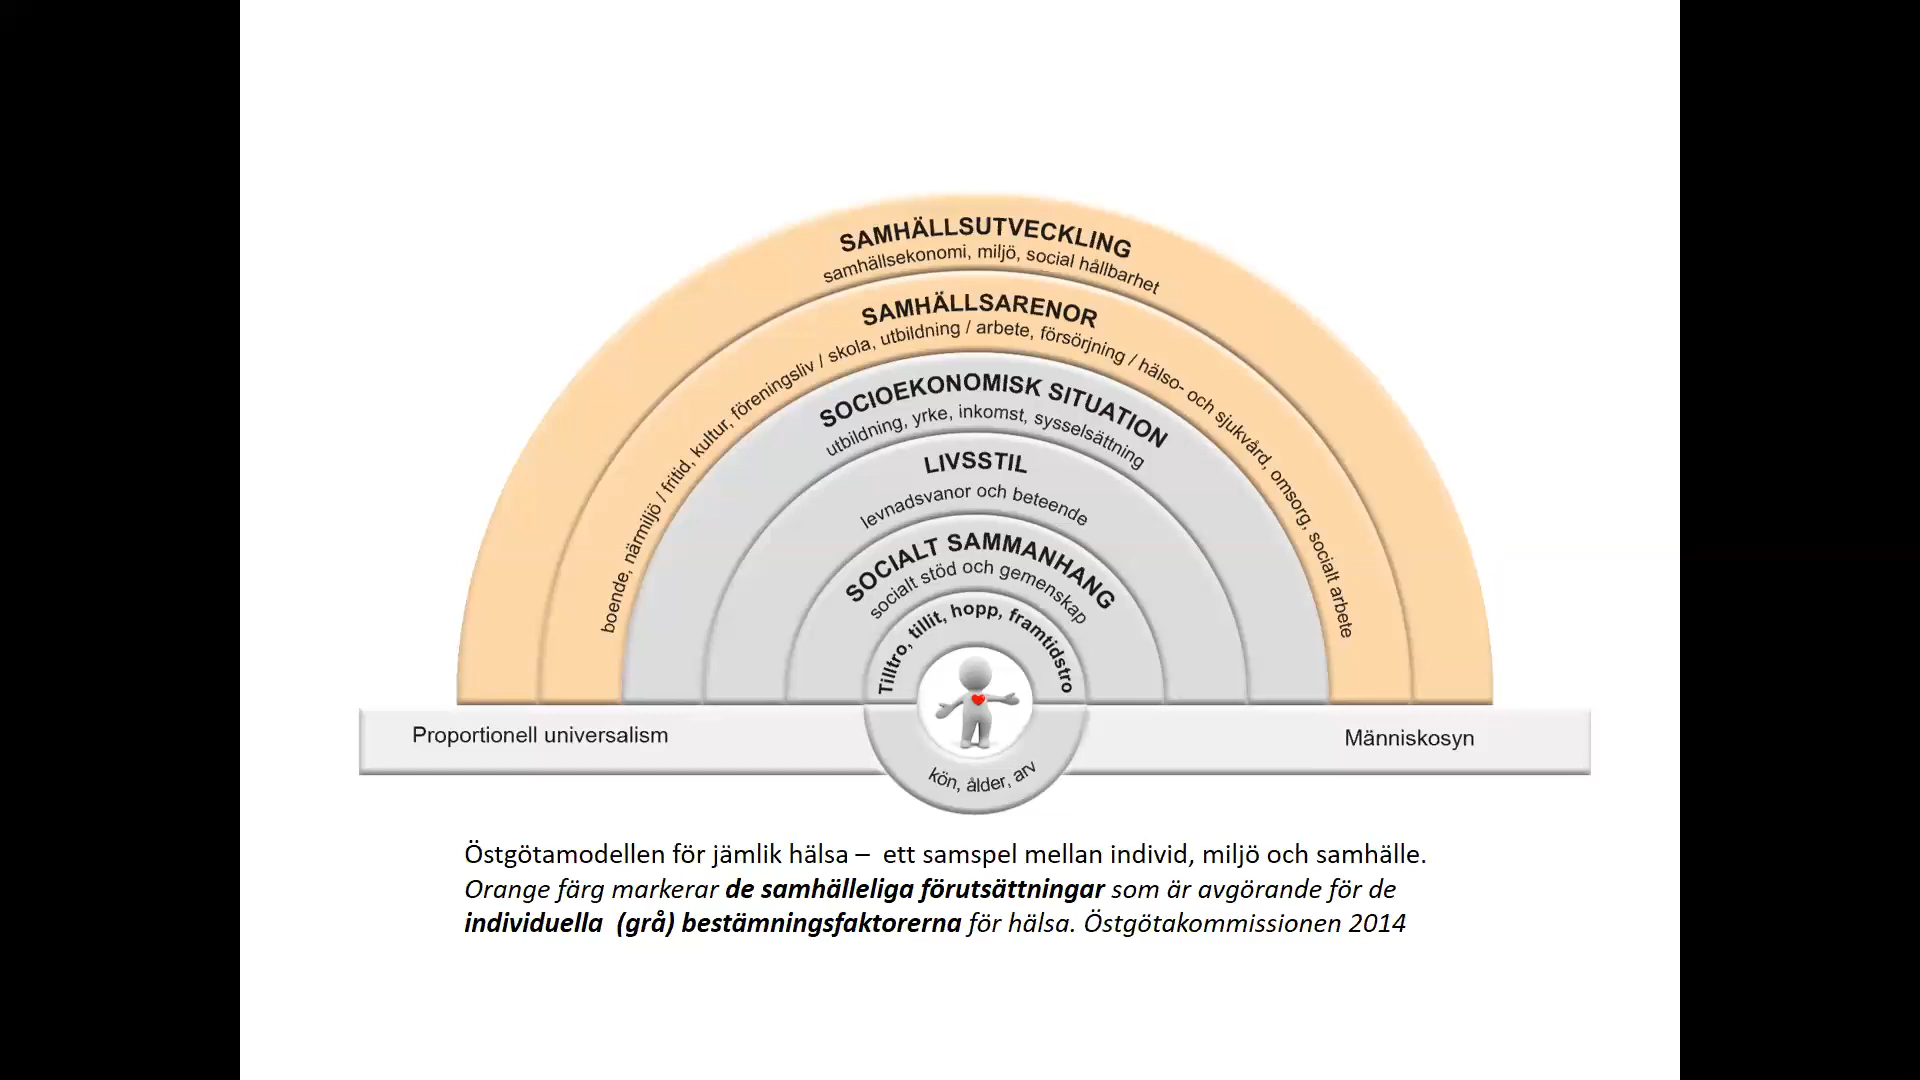 SAMHÄLLSUTVECKLING
samhällsekonomi, miljö, social hållbarhet
SAMHÄLLSARENOR
boende, närmiljö / fritid, kultur, föreningsliv / skola, utbildning / arbete, försörjning / hälso- och sjukvård, omsorg, socialt arbete
SOCIOEKONOMISK SITUATION
utbildning, yrke, inkomst, sysselsättning
LIVSSTIL
levnadsvanor och beteende
SOCIALT SAMMANHANG
socialt stöd och gemenskap
Tilltro, tillit, hopp, framtidstro
Proportionell universalism
Människosyn
kön, ålder, arv
Östgötamodellen för jämlik hälsa – ett samspel mellan individ, miljö och samhälle.
Orange färg markerar de samhälleliga förutsättningar som är avgörande för de
individuella (grå) bestämningsfaktorerna för hälsa. Östgötakommissionen 2014